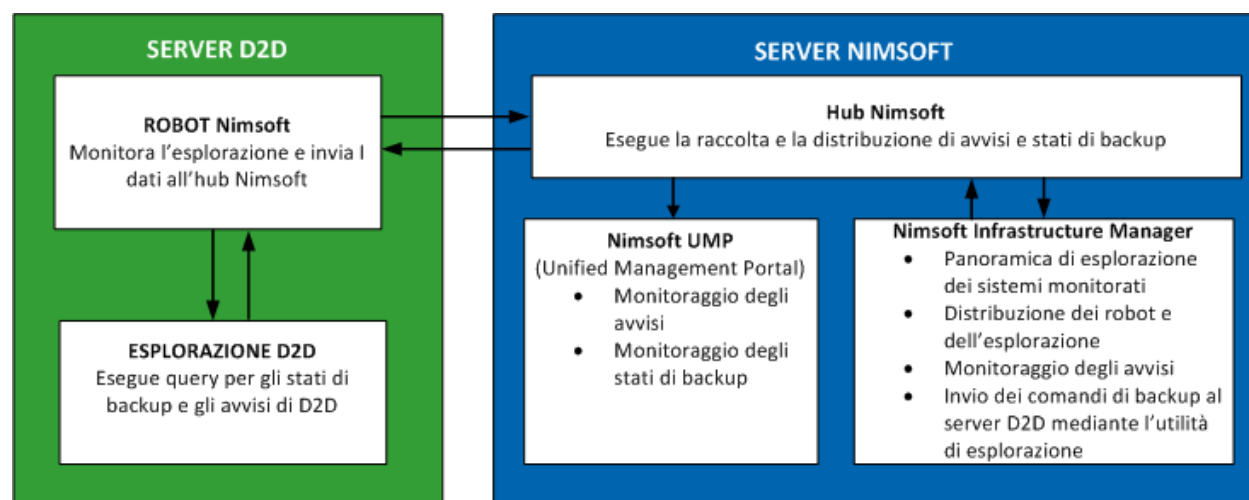 SERVER D2D
ROBOT Nimsoft
Monitora l'esplorazione e invia I
dati all'hub Nimsoft
ESPLORAZIONE D2D
Esegue query per gli stati di
backup e gli avvisi di D2D
SERVER NIMSOFT
Hub Nimsoft
Esegue la raccolta e la distribuzione di avvisi e stati di backup
Nimsoft UMP
(Unified Management Portal)
• Monitoraggio degli
avvisi
• Monitoraggio degli
stati di backup
Nimsoft Infrastructure Manager
• Panoramica di esplorazione
dei sistemi monitorati
• Distribuzione dei robot e
dell'esplorazione
• Monitoraggio degli avvisi
• Invio dei comandi di backup al
server D2D mediante l'utilità
di esplorazione